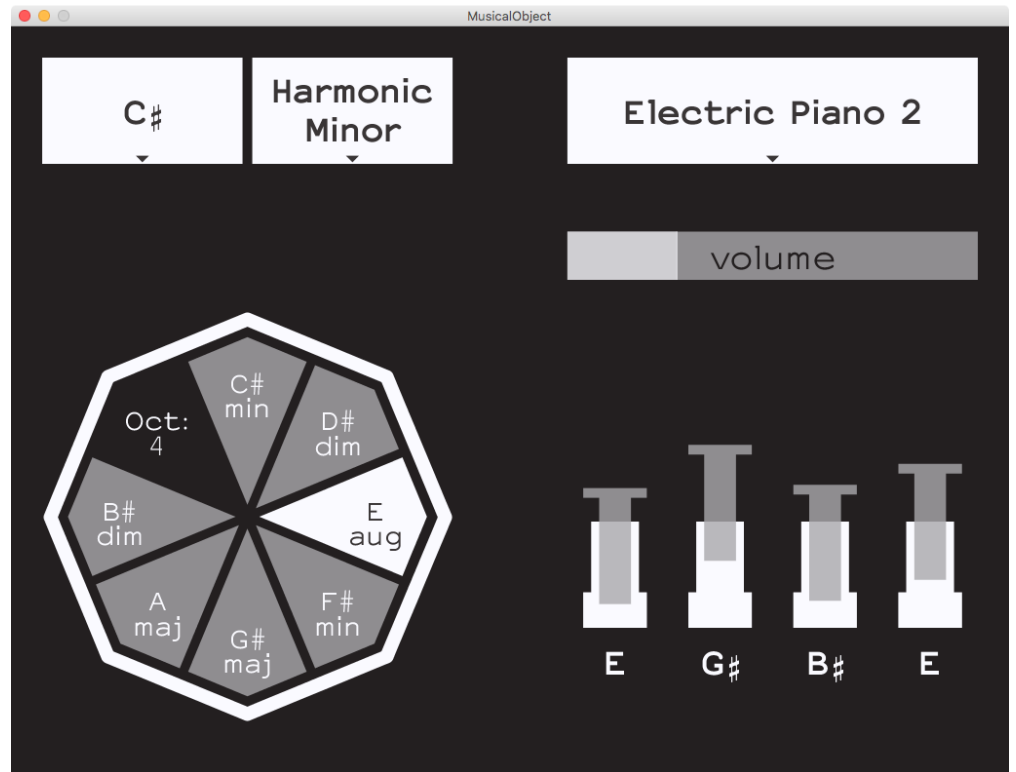 MusicalObject
C♯
Harmonic
Minor
Electric Piano 2
volume
C#
min
D#
dim
E
aug
F#
min
G#
maj
A
maj
B#
dim
Oct:
4
E G♯ B♯ E